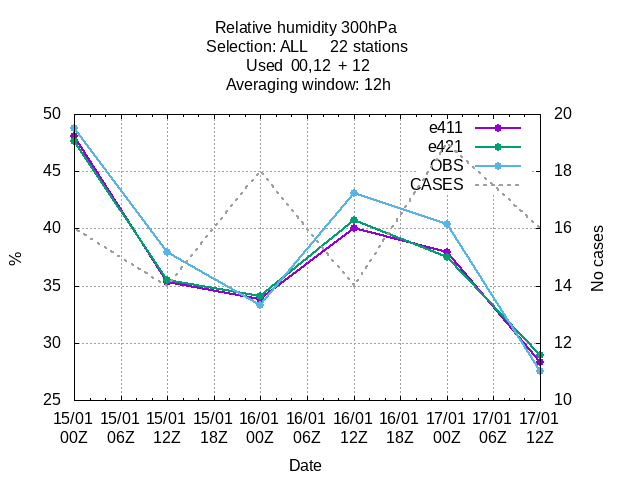 Relative humidity 300hPa
Selection: ALL 22 stations
Used 00,12 + 12
Averaging window: 12h
50
45
40
35
30
25
%
20
18
16
14
12
10
No cases
e411
e421
OBS
CASES
15/01 15/01 15/01 15/01 16/01 16/01 16/01 16/01 17/01 17/01 17/01
00Z 06Z 12Z 18Z 00Z 06Z 12Z 18Z 00Z 06Z 12Z
Date